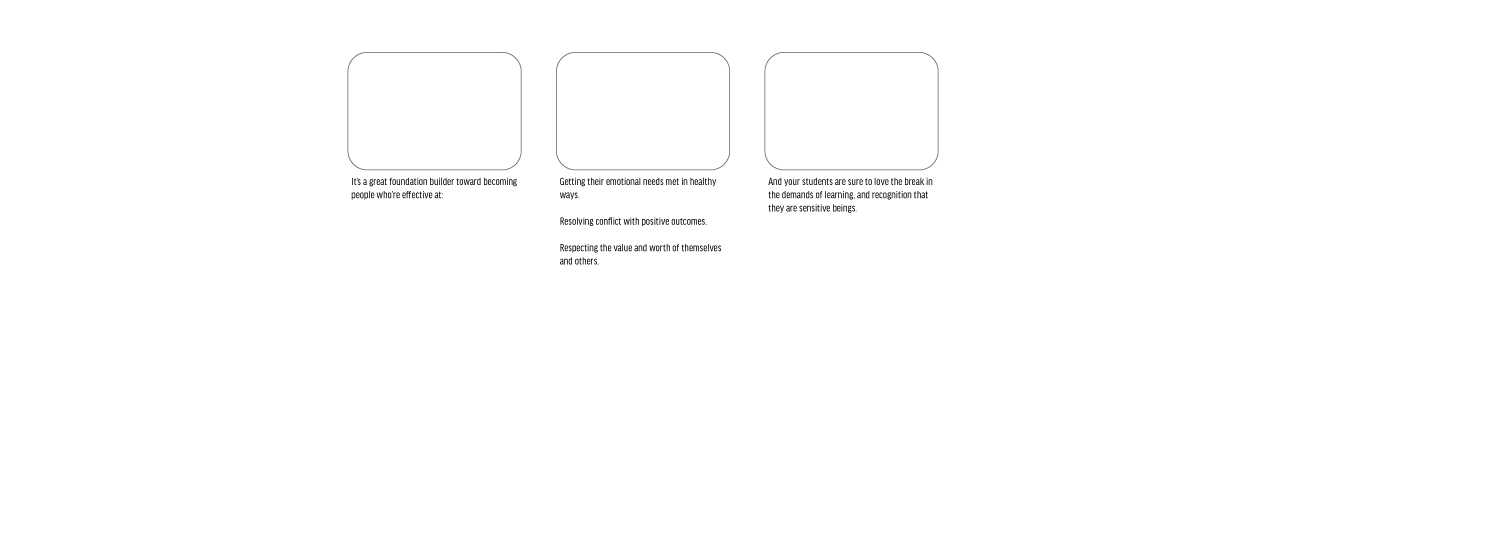 It's a great foundation builder toward becoming
people who're effective at:
Getting their emotional needs met in healthy
ways.
Resolving conflict with positive outcomes.
Respecting the value and worth of themselves
and others.
And your students are sure to love the break in
the demands of learning, and recognition that
they are sensitive beings.